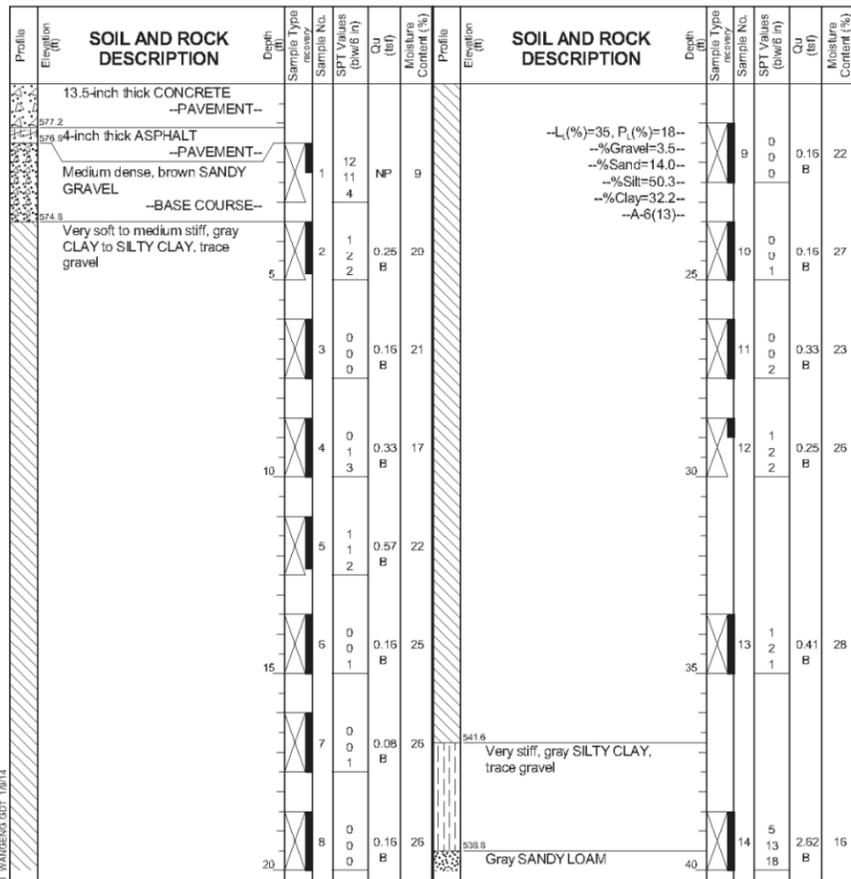 Profile
Elevation (ft)
SOIL AND ROCK DESCRIPTION
Depth (ft)
Sample Type
recovery
Sample No.
SPT Values (blw/6 in)
Qu (tsf)
Moisture Content (%)
Profile
Elevation (ft)
SOIL AND ROCK DESCRIPTION
Depth (ft)
Sample Type
recovery
Sample No.
SPT Values (blw/6 in)
Qu (tsf)
Moisture Content (%)
13.5-inch thick CONCRETE
--PAVEMENT--
577.2
4-inch thick ASPHALT
--PAVEMENT--
Medium dense, brown SANDY
GRAVEL
--BASE COURSE--
1
12
11
4
NP
9
Very soft to medium stiff, gray
CLAY to SILTY CLAY, trace
gravel
5
2
1
2
2
0.25
B
20
3
0
0
0
0.16
B
21
10
4
0
1
3
0.33
B
17
5
1
1
2
0.57
B
22
15
6
0
0
1
0.16
B
25
7
0
0
1
0.08
B
26
20
8
0
0
0
0.16
B
26
--LL(%)=35, PL(%)=18--
--%Gravel=3.5--
--%Sand=14.0--
--%Silt=50.3--
--%Clay=32.2--
--A-6(13)--
9
0
0
0
0.16
B
22
25
10
0
0
1
0.16
B
27
11
0
0
2
0.33
B
23
30
12
1
2
2
0.25
B
26
35
13
1
2
1
0.41
B
28
541.6
Very stiff, gray SILTY CLAY,
trace gravel
Gray SANDY LOAM
40
14
5
13
18
2.62
B
16
WANGENG.GDT 1/9/14